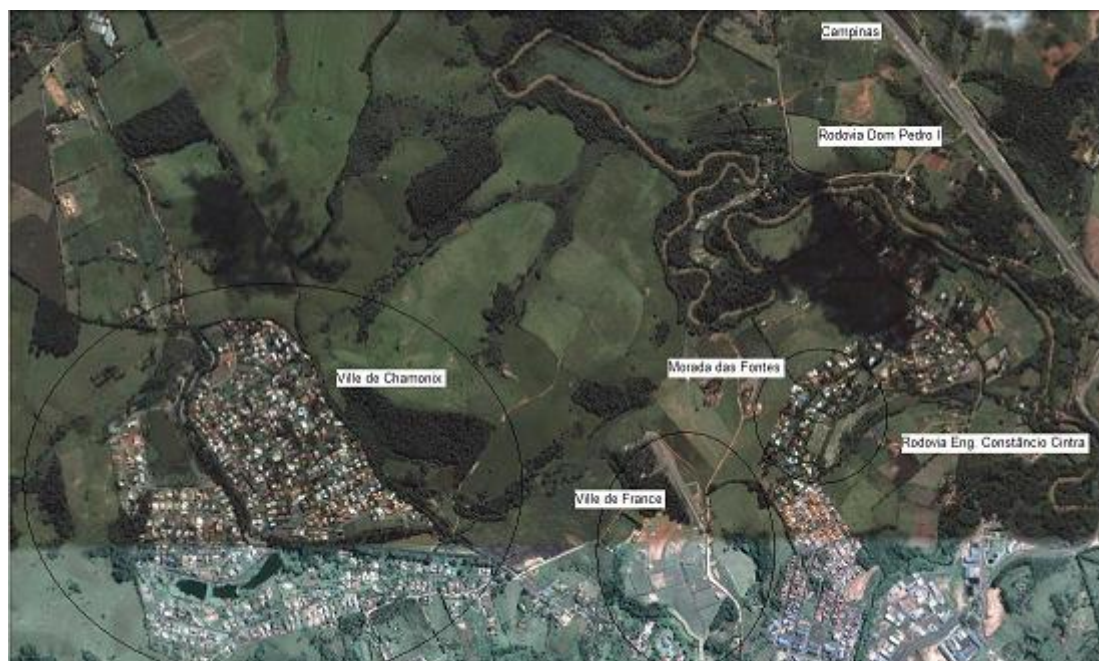 Campinas
Rodovia Dom Pedro I
Morada das Fontes
Ville de Chamonix
Rodovia Eng. Constâncio Cintra
Ville de France